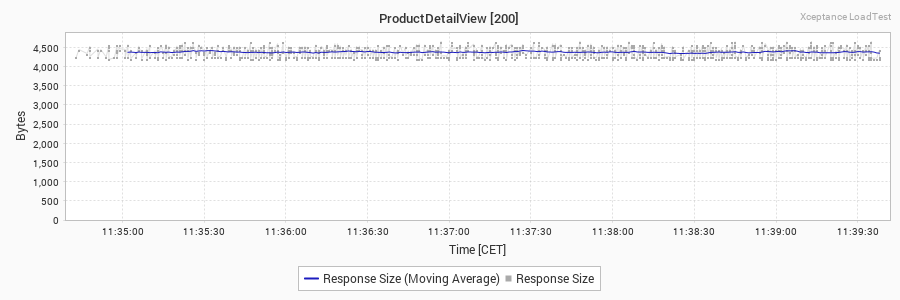 ProductDetailView [200]
Xceptance LoadTest
Bytes
4,500
4,000
3,500
3,000
2,500
2,000
1,500
1,000
500
0
11:35:00 11:35:30 11:36:00 11:36:30 11:37:00 11:37:30 11:38:00 11:38:30 11:39:00 11:39:30
Time [CET]
Response Size (Moving Average) Response Size